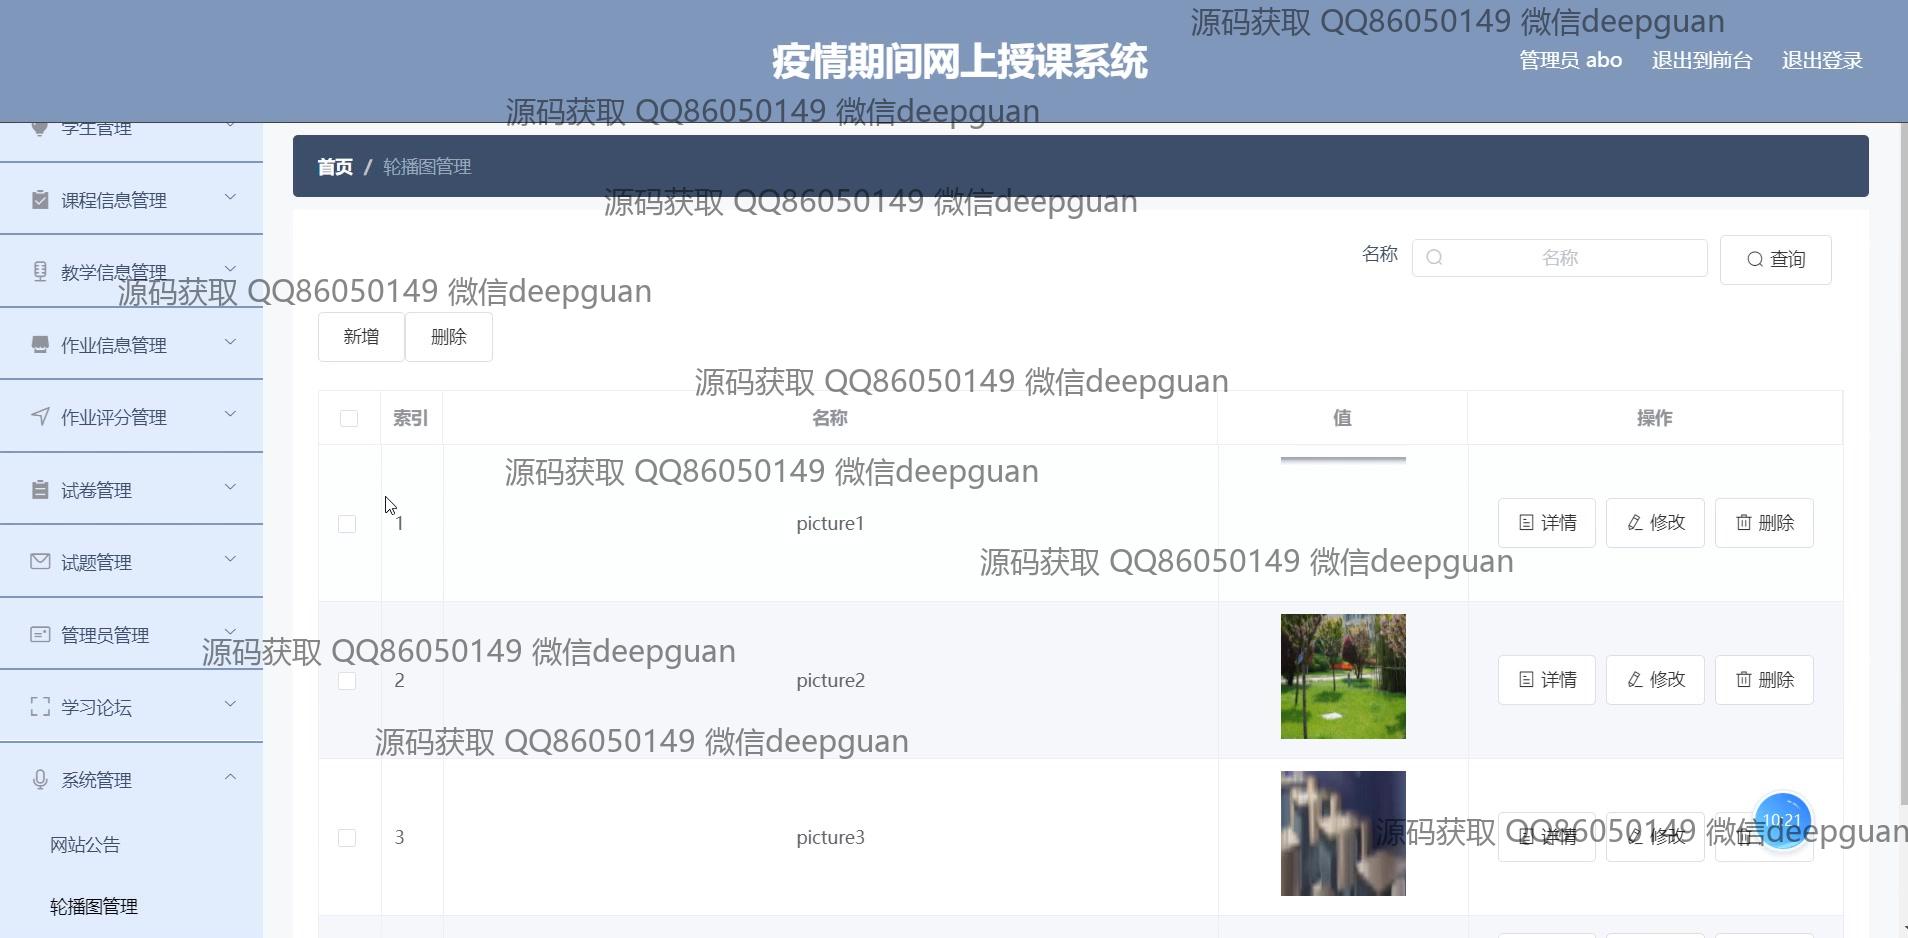 源码获取 QQ86050149 微信deepguan
疫情期间网上授课系统
管理员 abo 退出到前台 退出登录
源码获取 QQ86050149 微信deepguan
学生管理
首页 / 轮播图管理
课程信息管理
源码获取 QQ86050149 微信deepguan
名称 名称 查询
教学信息管理
源码获取 QQ86050149 微信deepguan
新增 删除
作业信息管理
源码获取 QQ86050149 微信deepguan
索引 名称 值 操作
作业评分管理
源码获取 QQ86050149 微信deepguan
试卷管理
1 picture1 详情 修改 删除
源码获取 QQ86050149 微信deepguan
试题管理
管理员管理
源码获取 QQ86050149 微信deepguan
2 picture2 详情 修改 删除
学习论坛
源码获取 QQ86050149 微信deepguan
系统管理
10:21
源码获取 QQ86050149 微信deepguan
3 picture3 详情 修改
网站公告
轮播图管理